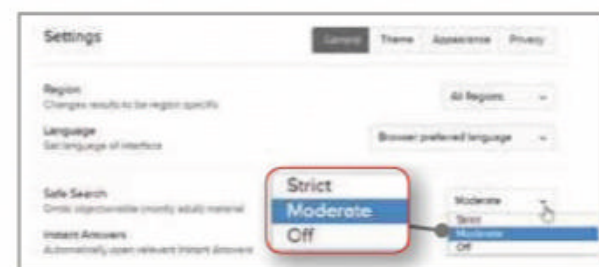 Settings
General Theme Appearance Privacy
Region
Changes results to be region specific
All Regions
Language
Set language of interface
Browser preferred language
Safe Search
Omits objectionable (mostly adult) material
Moderate
Strict
Moderate
Off
Strict
Moderate
Off
Instant Answers
Automatically open relevant Instant Answers